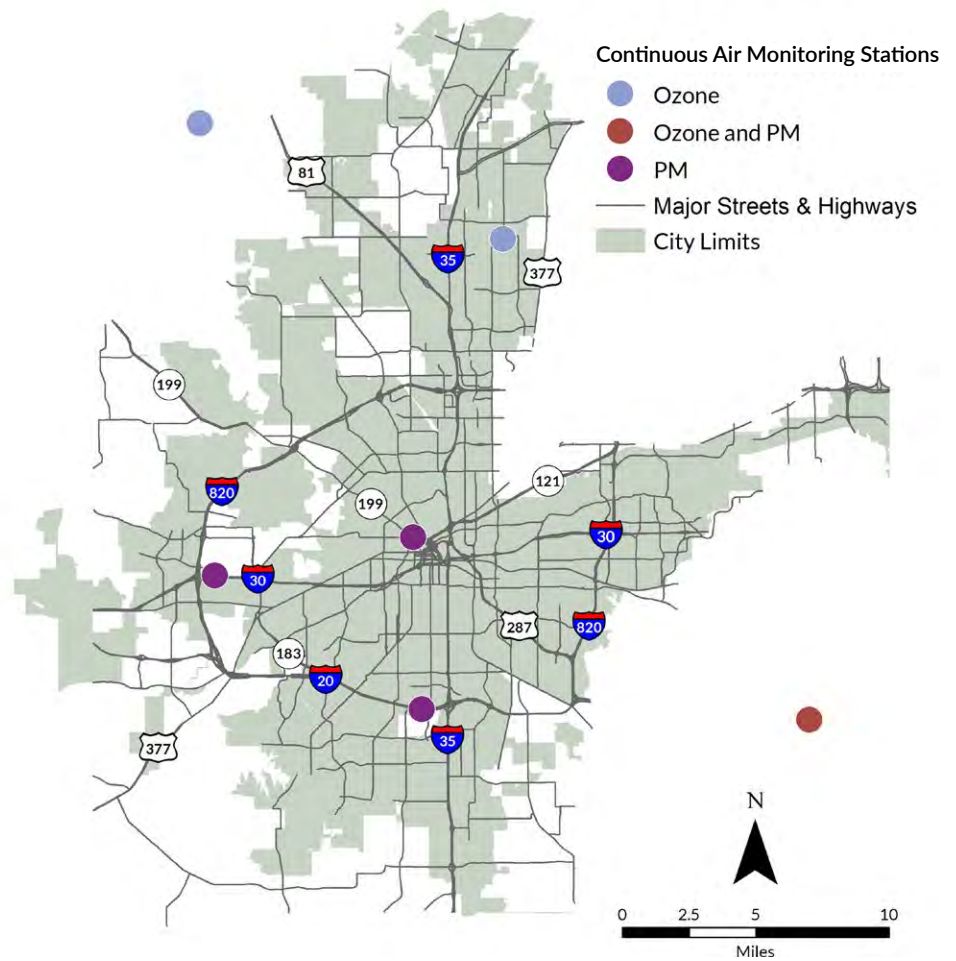 Continuous Air Monitoring Stations
Ozone
Ozone and PM
PM
Major Streets & Highways
City Limits
81
35
377
199
820
199
121
30
30
287
820
183
20
377
35
N
0 2.5 5 10
Miles